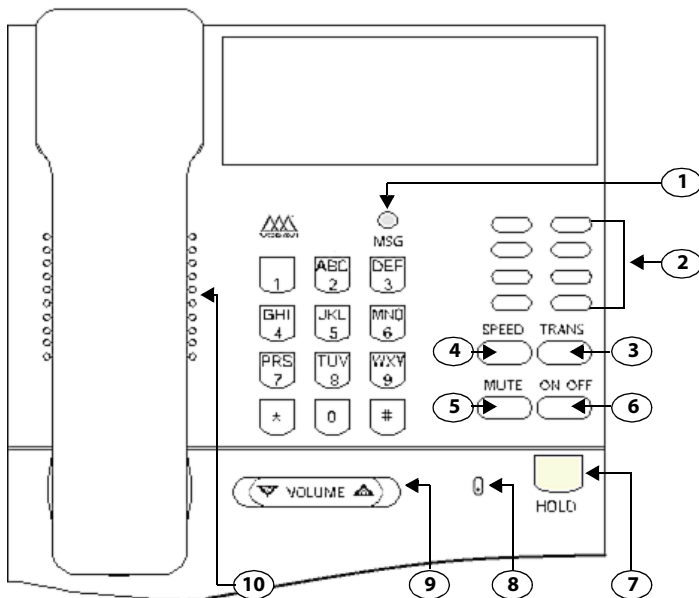 1
VODAVI
MSG
2
1
ABC
2
DEF
3
GHI
4
JKL
5
MNO
6
SPEED
TRANS
4
3
PRS
7
TUV
8
WXY
9
MUTE
ON OFF
5
6
*
0
#
VOLUME
HOLD
10
9
8
7